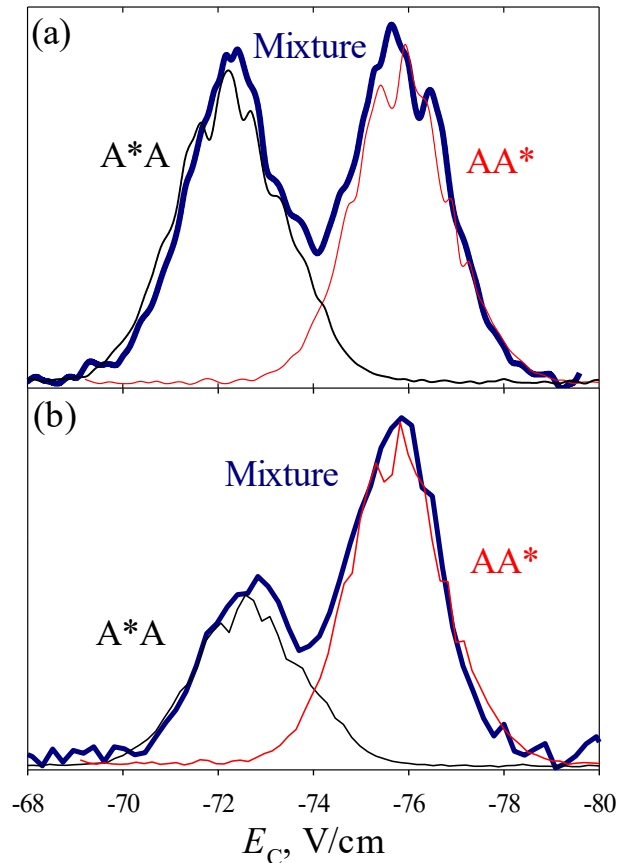 (a)
Mixture
A*A
AA*
(b)
Mixture
AA*
A*A
-68 -70 -72 -74 -76 -78 -80
E_C, V/cm